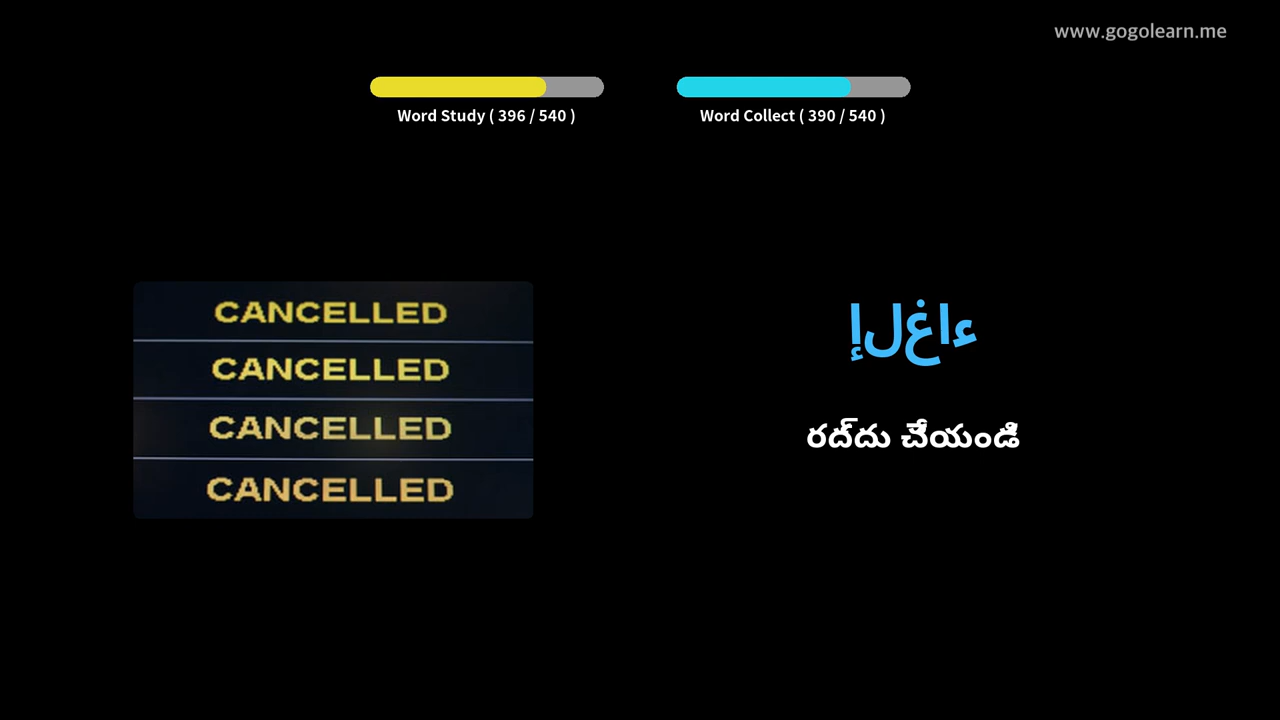 www.gogolearn.me
Word Study ( 396 / 540 )
Word Collect ( 390 / 540 )
CANCELLED
CANCELLED
CANCELLED
CANCELLED
إلغاء
రద్దు చేయండి